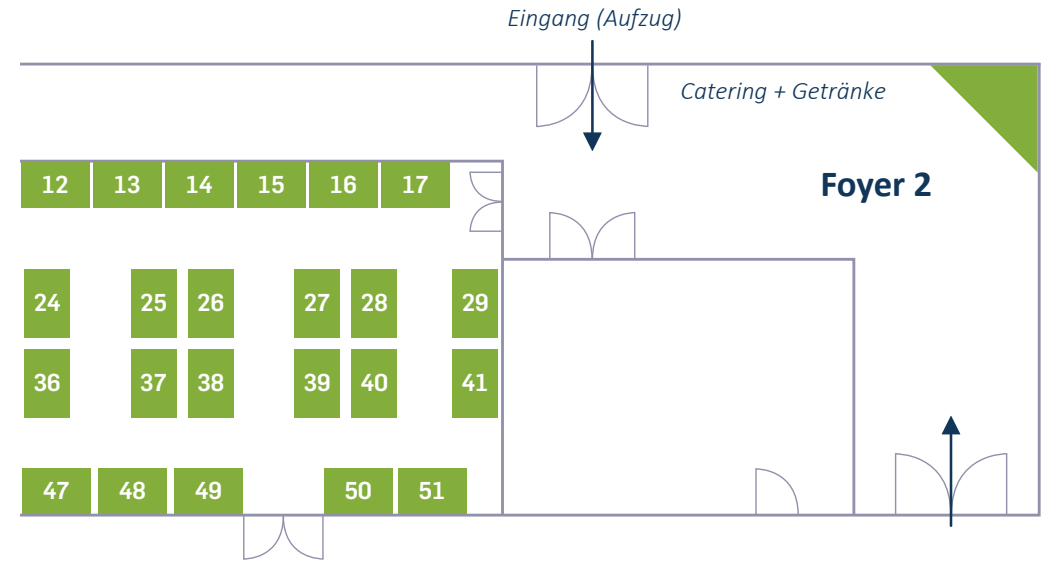 Eingang (Aufzug)
Catering + Getränke
Foyer 2
12 13 14 15 16 17
24 25 26 27 28 29
36 37 38 39 40 41
47 48 49 50 51